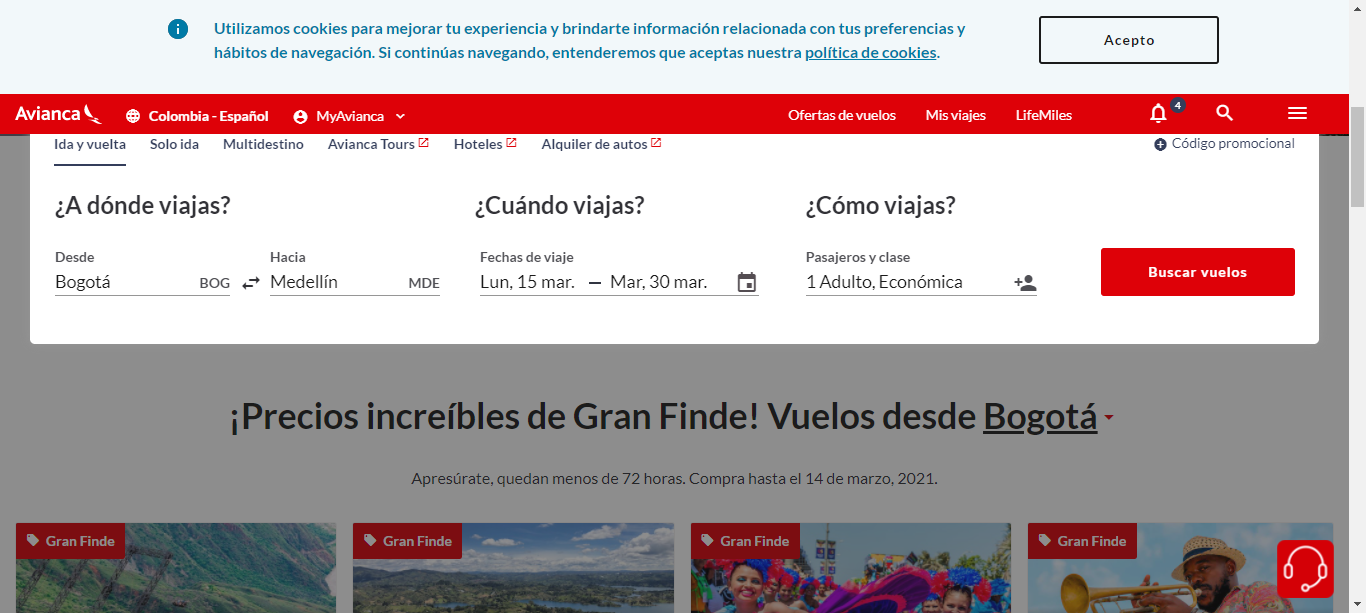 Utilizamos cookies para mejorar tu experiencia y brindarte información relacionada con tus preferencias y
hábitos de navegación. Si continúas navegando, entenderemos que aceptas nuestra política de cookies.
Acepto
Avianca
Colombia - Español
MyAvianca
Ofertas de vuelos
Mis viajes
LifeMiles
4
Ida y vuelta
Solo ida
Multidestino
Avianca Tours
Hoteles
Alquiler de autos
Código promocional
¿A dónde viajas?
¿Cuándo viajas?
¿Cómo viajas?
Desde
Hacia
Fechas de viaje
Pasajeros y clase
Bogotá BOG
Medellín MDE
Lun, 15 mar. — Mar, 30 mar.
1 Adulto, Económica
Buscar vuelos
¡Precios increíbles de Gran Finde! Vuelos desde Bogotá
Apresúrate, quedan menos de 72 horas. Compra hasta el 14 de marzo, 2021.
Gran Finde
Gran Finde
Gran Finde
Gran Finde